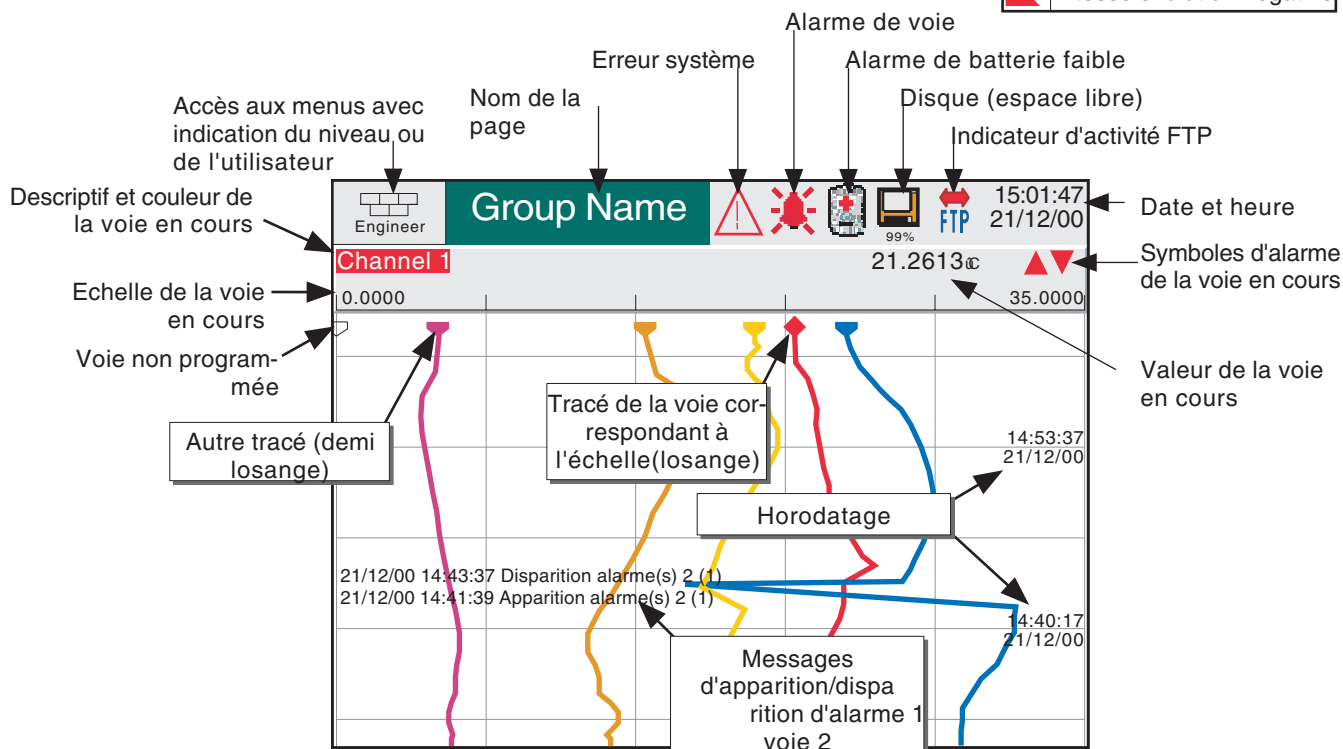 Alarme de voie
Erreur système
Alarme de batterie faible
Accès aux menus avec
indication du niveau ou
de l'utilisateur
Nom de la
page
Disque (espace libre)
Indicateur d'activité FTP
Descriptif et couleur de
la voie en cours
Engineer
Group Name
99%
FTP
15:01:47
21/12/00
Date et heure
Channel 1
21.2613
Symboles d'alarme
de la voie en cours
Echelle de la voie
en cours
0.0000
35.0000
Voie non program-
mée
Valeur de la voie
en cours
Autre tracé (demi
losange)
Tracé de la voie cor-
respondant à
l'échelle(losange)
14:53:37
21/12/00
Horodatage
21/12/00 14:43:37 Disparition alarme(s) 2 (1)
21/12/00 14:41:39 Apparition alarme(s) 2 (1)
14:40:17
21/12/00
Messages
d'apparition/dispa
rition d'alarme 1
voie 2